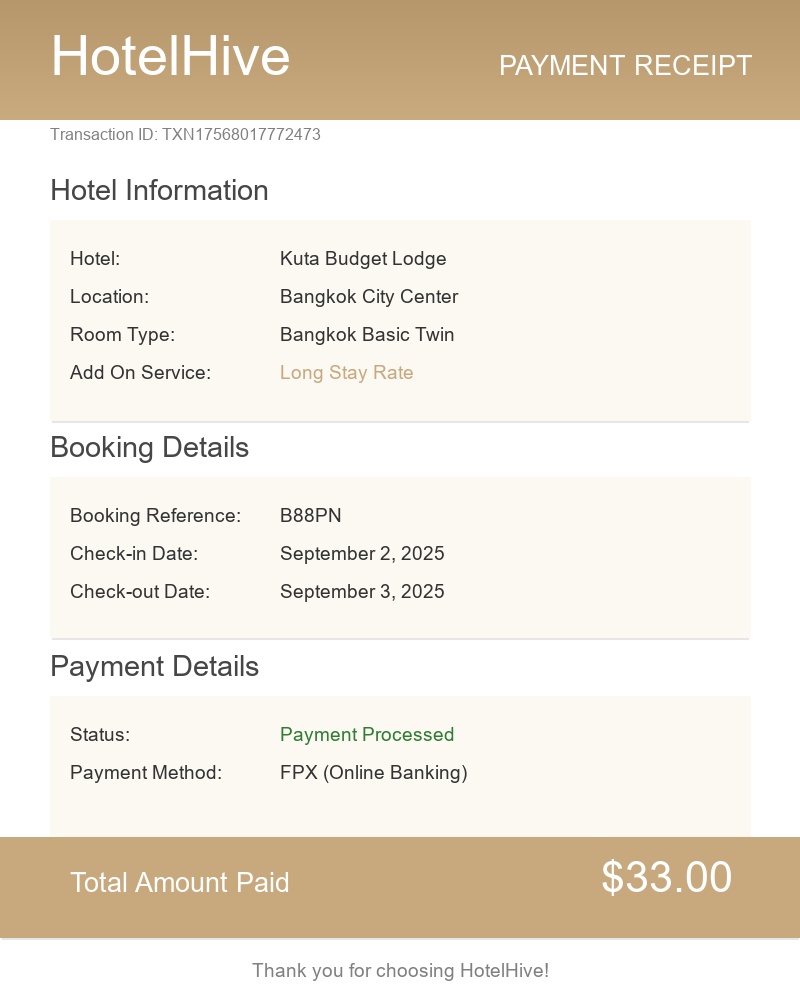 HotelHive
PAYMENT RECEIPT
Transaction ID: TXN17568017772473
Hotel Information
Hotel: Kuta Budget Lodge
Location: Bangkok City Center
Room Type: Bangkok Basic Twin
Add On Service: Long Stay Rate
Booking Details
Booking Reference: B88PN
Check-in Date: September 2, 2025
Check-out Date: September 3, 2025
Payment Details
Status: Payment Processed
Payment Method: FPX (Online Banking)
Total Amount Paid $33.00
Thank you for choosing HotelHive!